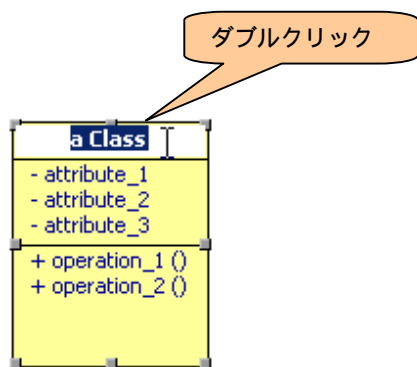 ダブルクリック
a Class
- attribute_1
- attribute_2
- attribute_3
+ operation_1 ()
+ operation_2 ()